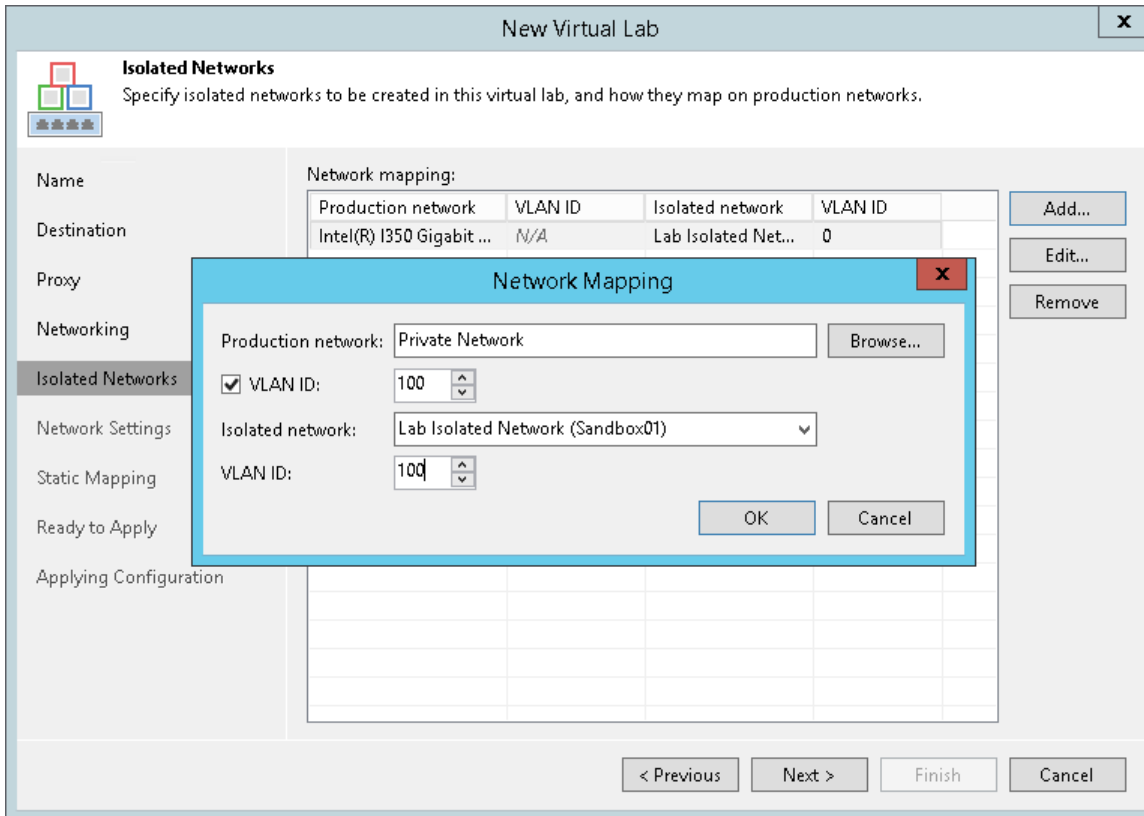 New Virtual Lab
x
Isolated Networks
Specify isolated networks to be created in this virtual lab, and how they map on production networks.
Name
Destination
Proxy
Networking
Isolated Networks
Network Settings
Static Mapping
Ready to Apply
Applying Configuration
Network mapping:
Production network VLAN ID Isolated network VLAN ID
Intel(R) I350 Gigabit ... N/A Lab Isolated Net... 0
Add...
Edit...
Remove
Network Mapping
x
Production network: Private Network Browse...
VLAN ID: 100
Isolated network: Lab Isolated Network (Sandbox01)
VLAN ID: 100
OK Cancel
< Previous Next > Finish Cancel